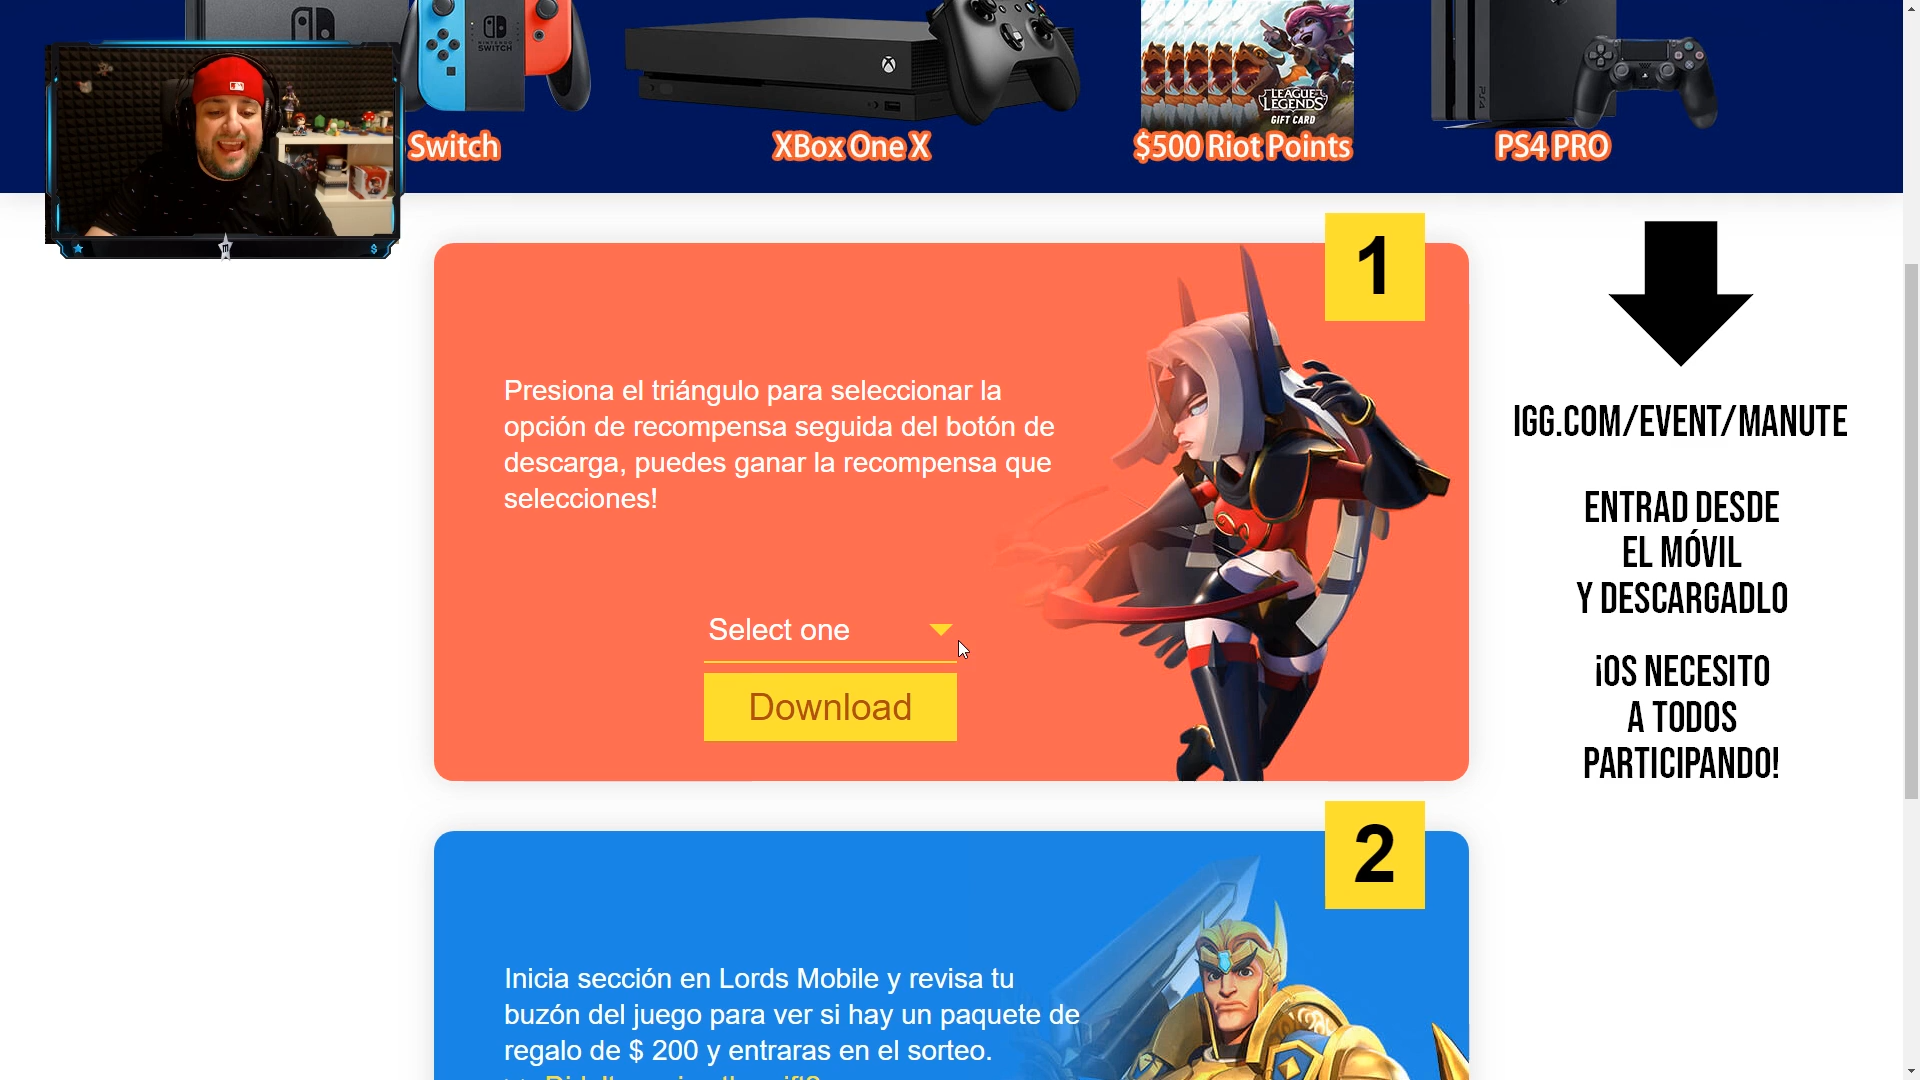 NINTENDO
SWITCH
LEAGUE
LEGENDS
GIFT CARD
PS4
Switch
XBox One X
$500 Riot Points
PS4 PRO
1
Presiona el triángulo para seleccionar la
opción de recompensa seguida del botón de
descarga, puedes ganar la recompensa que
selecciones!
Select one
Download
IGG.COM/EVENT/MANUTE
ENTRAD DESDE
EL MÓVIL
Y DESCARGADLO
¡OS NECESITO
A TODOS
PARTICIPANDO!
2
Inicia sección en Lords Mobile y revisa tu
buzón del juego para ver si hay un paquete de
regalo de $ 200 y entraras en el sorteo.